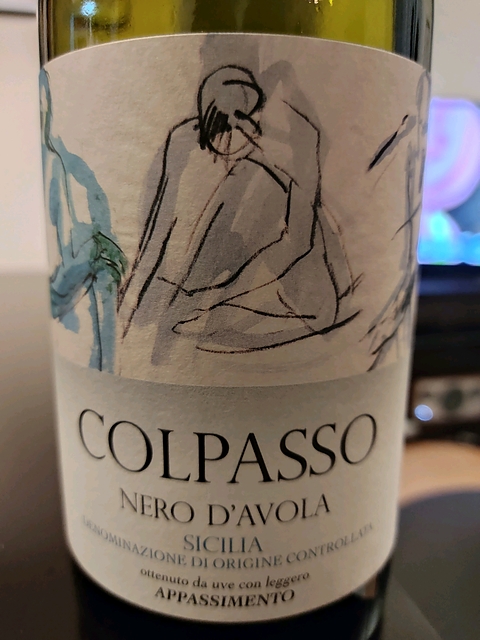 COLPASSO
NERO D'AVOLA
SICILIA
DENOMINAZIONE DI ORIGINE CONTROLLATA
ottenuto da uve con leggero
APPASSIMENTO